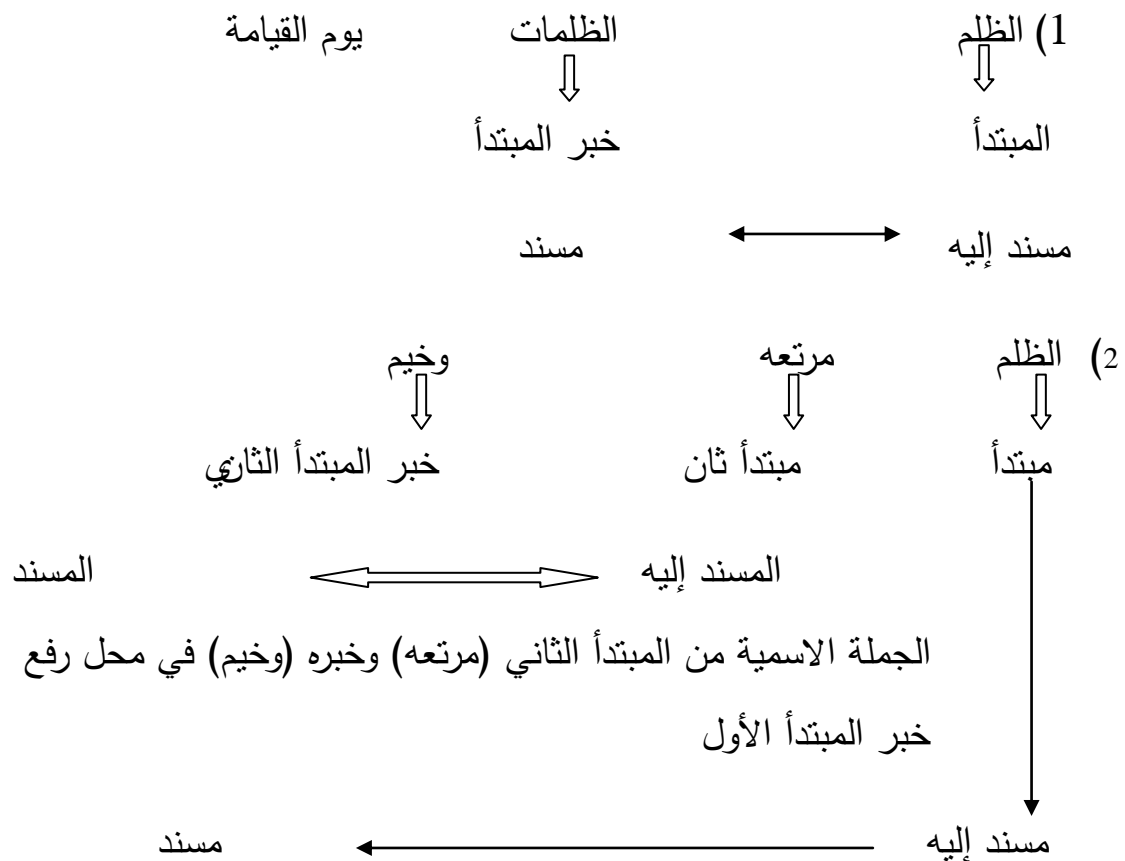 1) الظلم الظلمات يوم القيامة
المبتدأ خبر المبتدأ
مسند إليه مسند
2) الظلم مرتعه وخيم
مبتدأ مبتدأ ثان خبر المبتدأ الثاني
المسند إليه المسند
الجملة الاسمية من المبتدأ الثاني (مرتعه) وخبره (وخيم) في محل رفع
خبر المبتدأ الأول
مسند إليه مسند